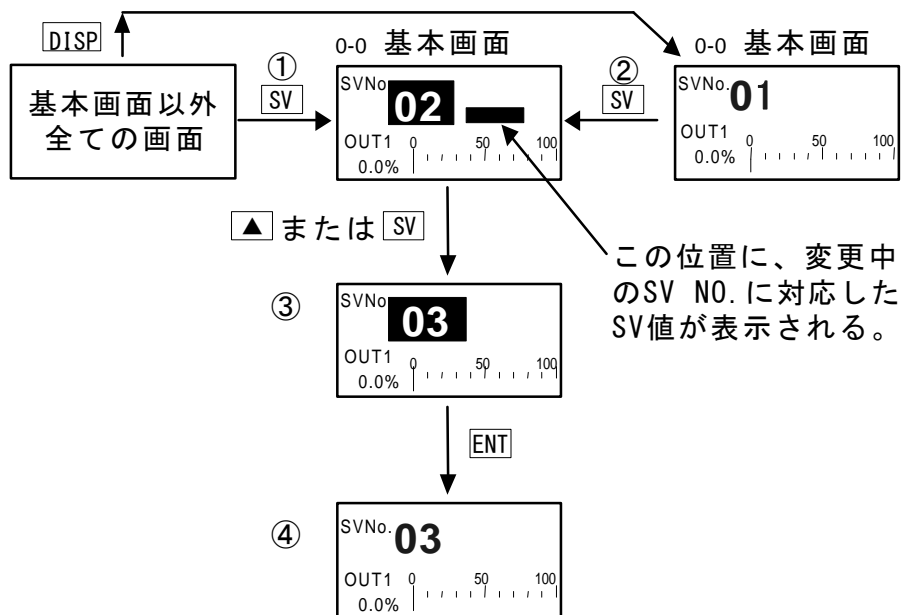 DISP
0-0 基本画面
0-0 基本画面
基本画面以外
全ての画面
①
SV
SVNo
02
OUT1 0 50 100
0.0%
②
SV
SVNo.
01
OUT1 0 50 100
0.0%
▲ または SV
この位置に、変更中
のSV NO.に対応した
SV値が表示される。
③
SVNo
03
OUT1 0 50 100
0.0%
ENT
④
SVNo.
03
OUT1 0 50 100
0.0%